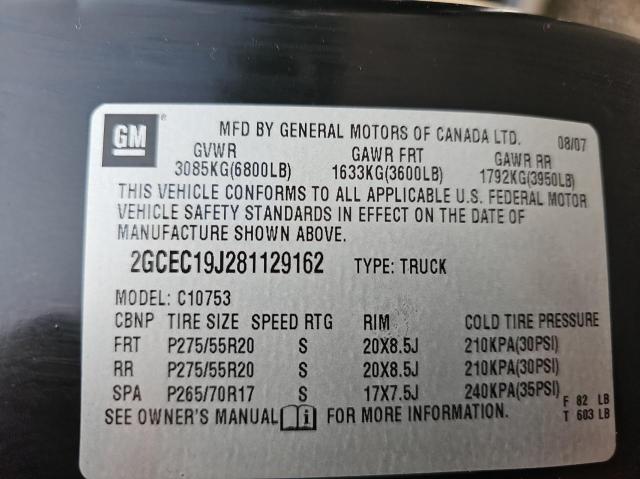 GM ® MFD BY GENERAL MOTORS OF CANADA LTD. 08/07
GVWR GAWR FRT GAWR RR
3085KG(6800LB) 1633KG(3600LB) 1792KG(3950LB)
THIS VEHICLE CONFORMS TO ALL APPLICABLE U.S. FEDERAL MOTOR
VEHICLE SAFETY STANDARDS IN EFFECT ON THE DATE OF
MANUFACTURE SHOWN ABOVE.
2GCEC19J281129162 TYPE: TRUCK
MODEL: C10753
CBNP TIRE SIZE SPEED RTG RIM COLD TIRE PRESSURE
FRT P275/55R20 S 20X8.5J 210KPA(30PSI)
RR P275/55R20 S 20X8.5J 210KPA(30PSI)
SPA P265/70R17 S 17X7.5J 240KPA(35PSI) F 82 LB
SEE OWNER'S MANUAL i FOR MORE INFORMATION. T 603 LB